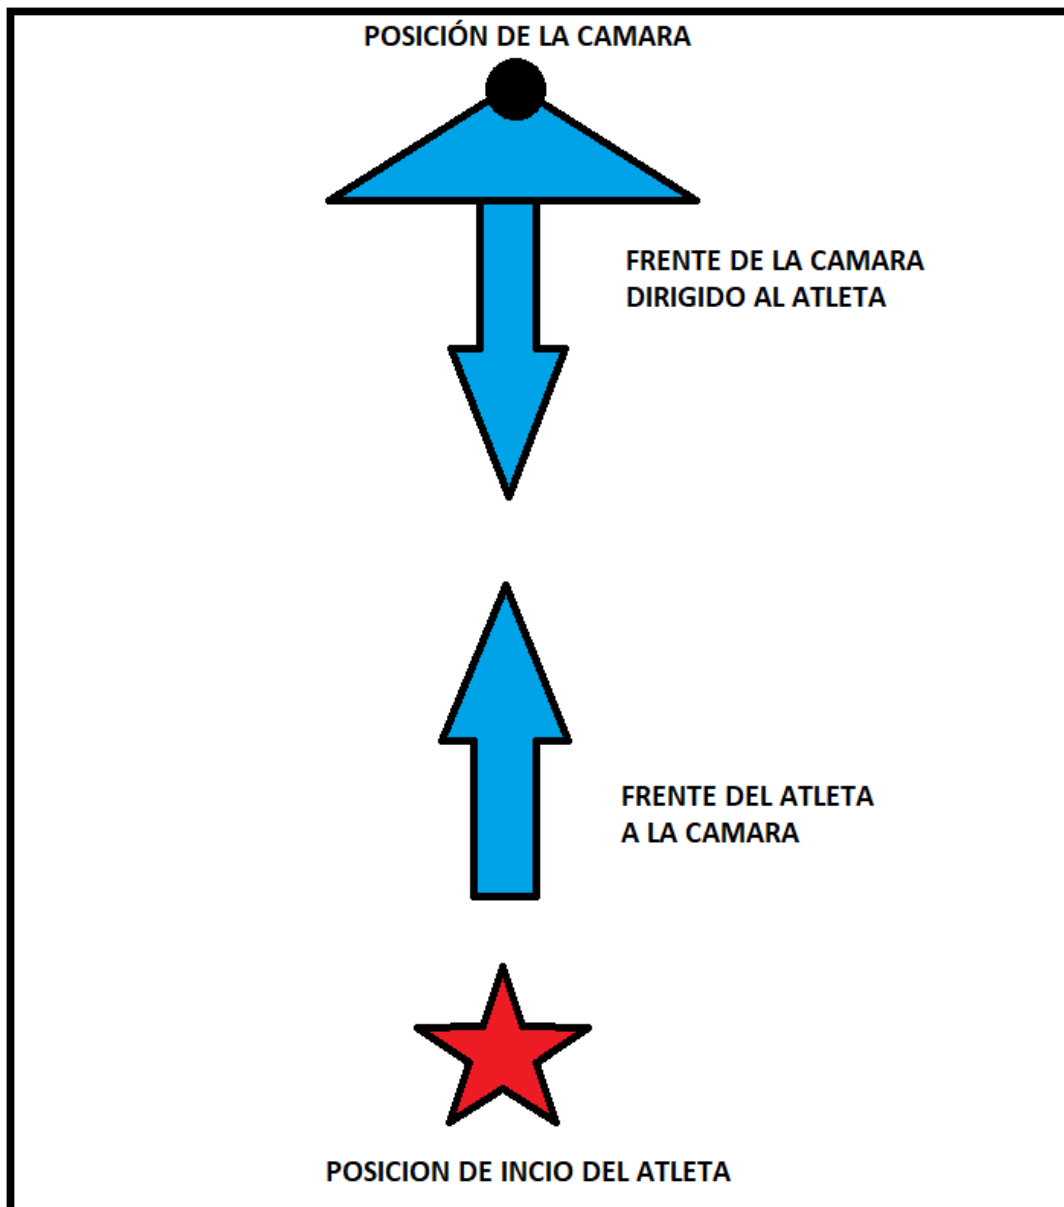 POSICIÓN DE LA CAMARA
FRENTE DE LA CAMARA
DIRIGIDO AL ATLETA
FRENTE DEL ATLETA
A LA CAMARA
POSICION DE INCIO DEL ATLETA